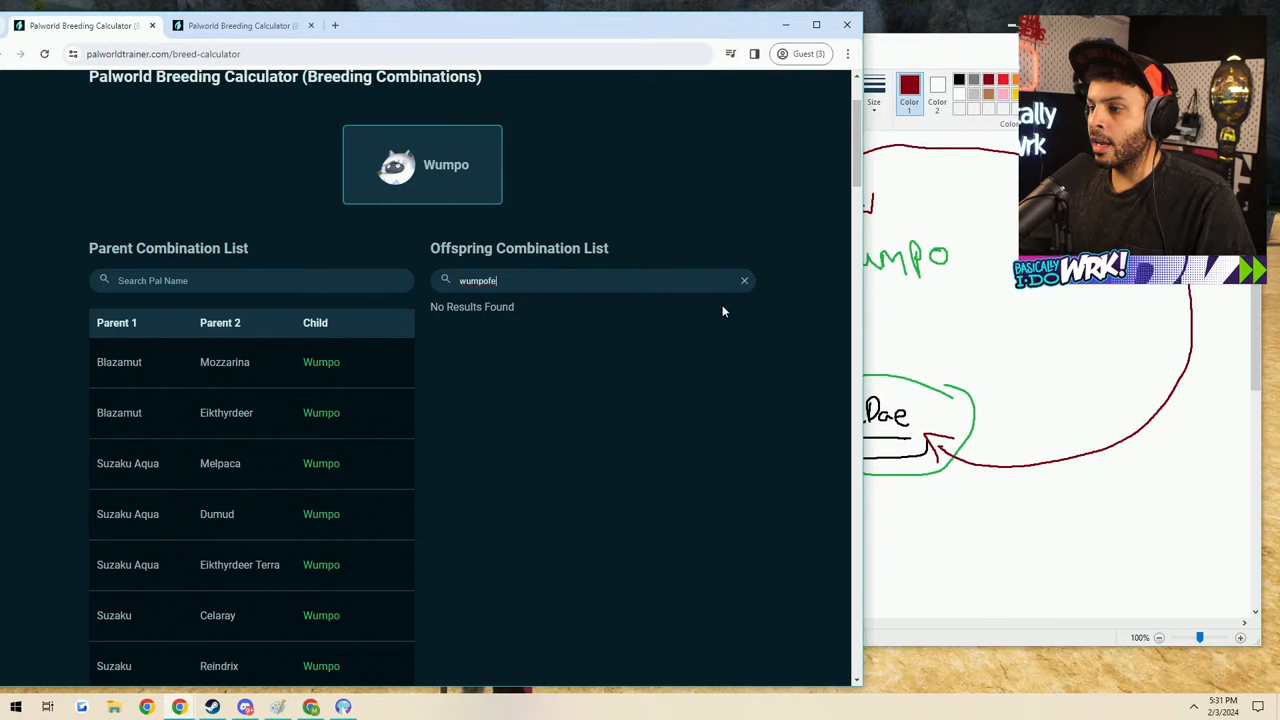 Palworld Breeding Calculator (B
Palworld Breeding Calculator (B
palworldtrainer.com/breed-calculator
Guest (3)
Palworld Breeding Calculator (Breeding Combinations)
Wumpo
Parent Combination List
Offspring Combination List
Search Pal Name
wumpofe
No Results Found
Parent 1 Parent 2 Child
Blazamut Mozzarina Wumpo
Blazamut Eikthyrdeer Wumpo
Suzaku Aqua Melpaca Wumpo
Suzaku Aqua Dumud Wumpo
Suzaku Aqua Eikthyrdeer Terra Wumpo
Suzaku Celaray Wumpo
Suzaku Reindrix Wumpo
Size
Color 1
Color 2
Colo
umpo
Dae
cally
Wrk
BASICALLY
I DO
WRK!
100%
5:31 PM
2/3/2024